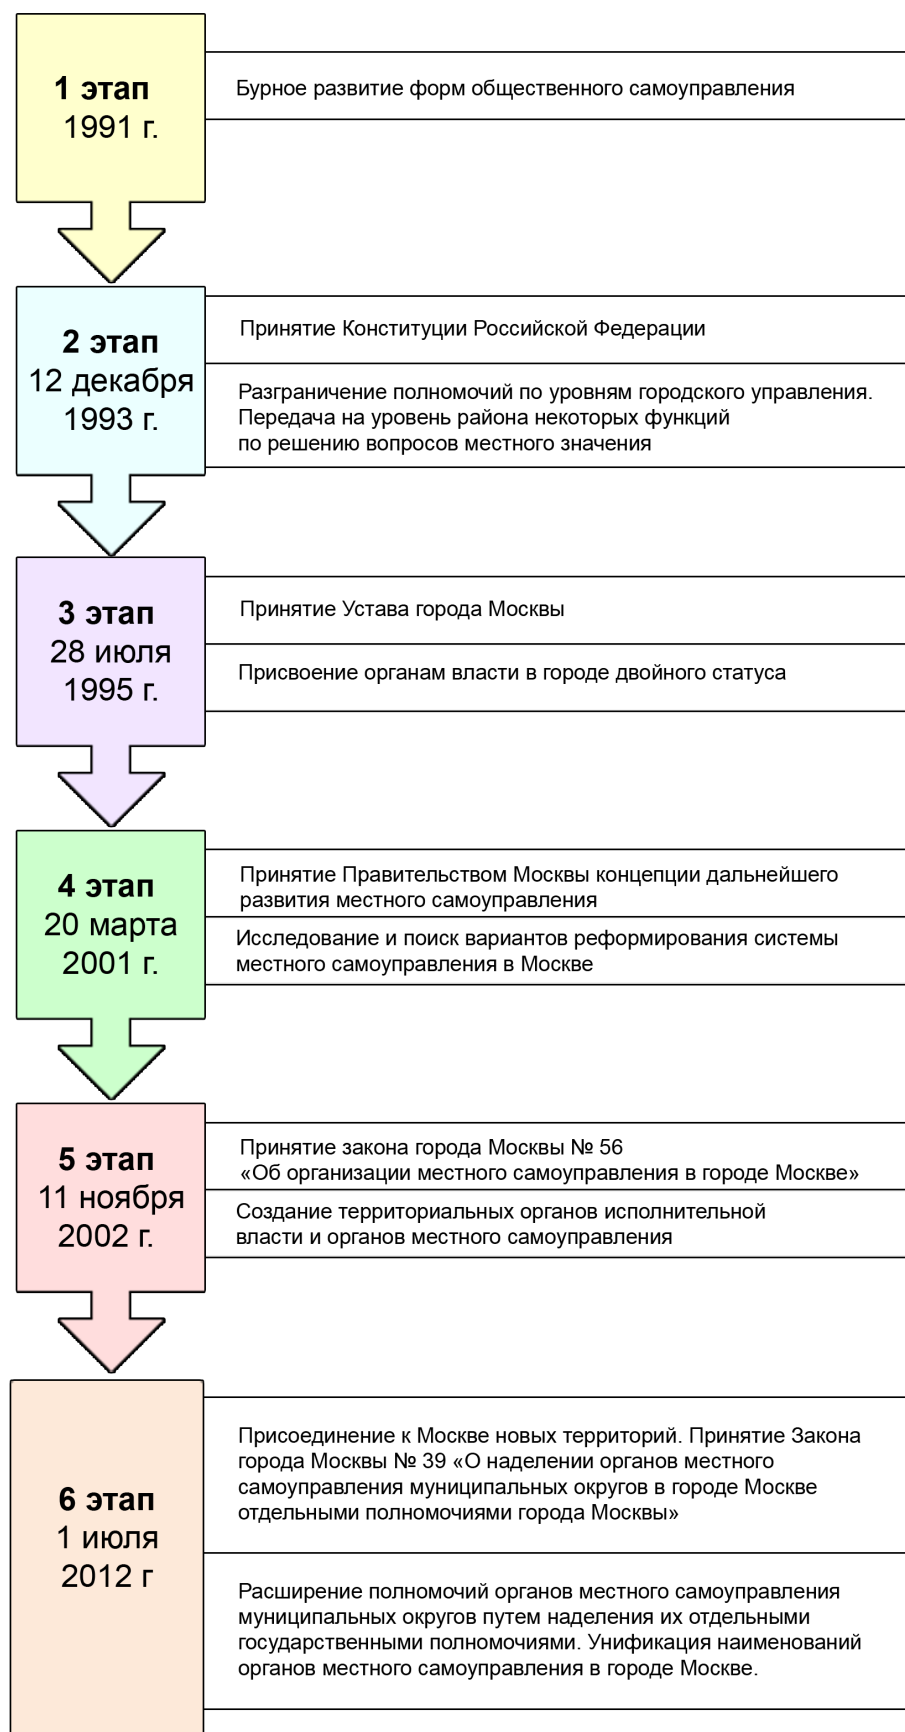 1 этап
1991 г.
Бурное развитие форм общественного самоуправления
2 этап
12 декабря
1993 г.
Принятие Конституции Российской Федерации
Разграничение полномочий по уровням городского управления.
Передача на уровень района некоторых функций
по решению вопросов местного значения
3 этап
28 июля
1995 г.
Принятие Устава города Москвы
Присвоение органам власти в городе двойного статуса
4 этап
20 марта
2001 г.
Принятие Правительством Москвы концепции дальнейшего
развития местного самоуправления
Исследование и поиск вариантов реформирования системы
местного самоуправления в Москве
5 этап
11 ноября
2002 г.
Принятие закона города Москвы № 56
«Об организации местного самоуправления в городе Москве»
Создание территориальных органов исполнительной
власти и органов местного самоуправления
6 этап
1 июля
2012 г
Присоединение к Москве новых территорий. Принятие Закона
города Москвы № 39 «О наделении органов местного
самоуправления муниципальных округов в городе Москве
отдельными полномочиями города Москвы»
Расширение полномочий органов местного самоуправления
муниципальных округов путем наделения их отдельными
государственными полномочиями. Унификация наименований
органов местного самоуправления в городе Москве.